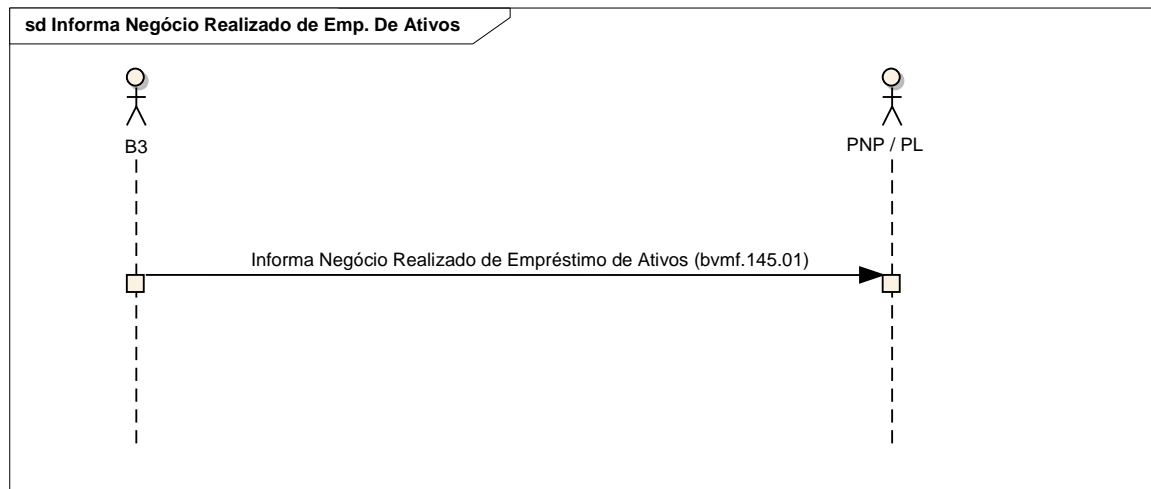 sd Informa Negócio Realizado de Emp. De Ativos
B3
PNP / PL
Informa Negócio Realizado de Empréstimo de Ativos (bvmf.145.01)